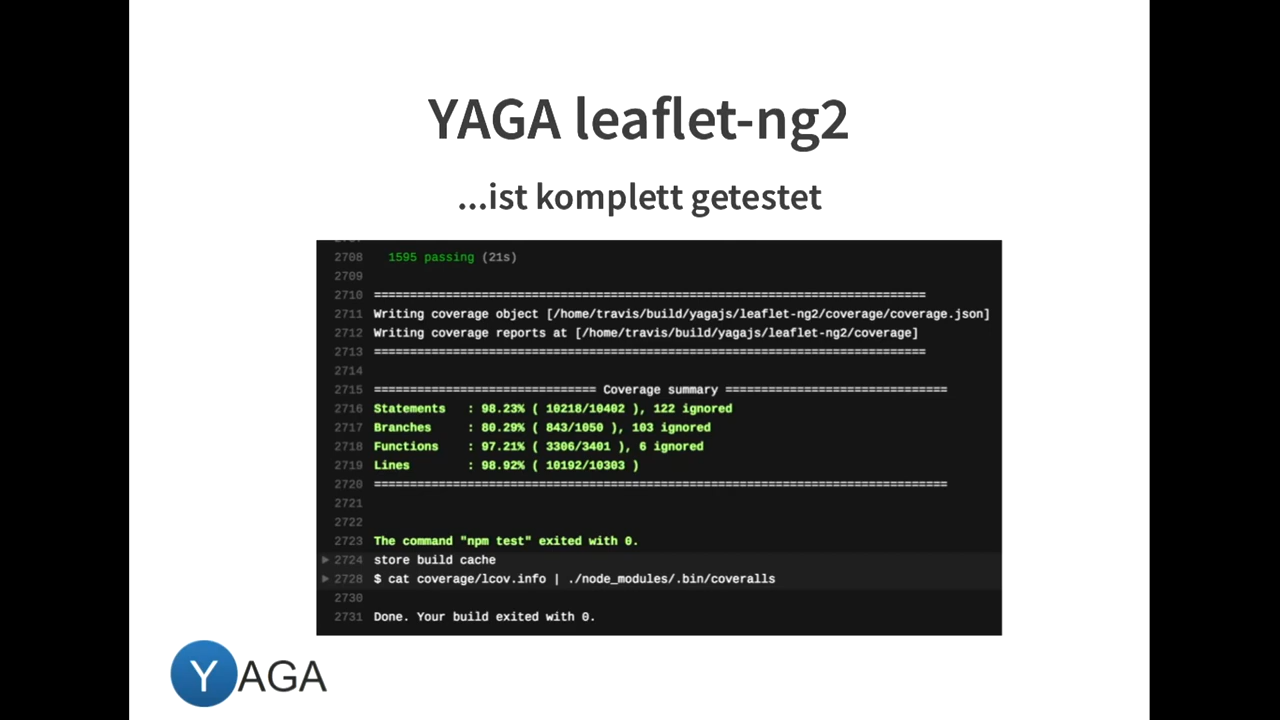 YAGA leaflet-ng2
...ist komplett getestet
2708 1595 passing (21s)
2709
2710 =============================================================================
2711 Writing coverage object [/home/travis/build/yagajs/leaflet-ng2/coverage/coverage.json]
2712 Writing coverage reports at [/home/travis/build/yagajs/leaflet-ng2/coverage]
2713 =============================================================================
2714
2715 =============================== Coverage summary ===============================
2716 Statements : 98.23% ( 10218/10402 ), 122 ignored
2717 Branches : 80.29% ( 843/1050 ), 103 ignored
2718 Functions : 97.21% ( 3306/3401 ), 6 ignored
2719 Lines : 98.92% ( 10192/10303 )
2720 ================================================================================
2721
2722
2723 The command "npm test" exited with 0.
2724 store build cache
2728 $ cat coverage/lcov.info | ./node_modules/.bin/coveralls
2730
2731 Done. Your build exited with 0.
YAGA